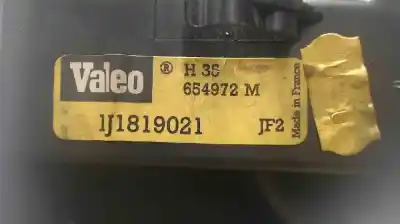 Valeo ® H 36
654972 M
1J1819021 JF2
Made in France